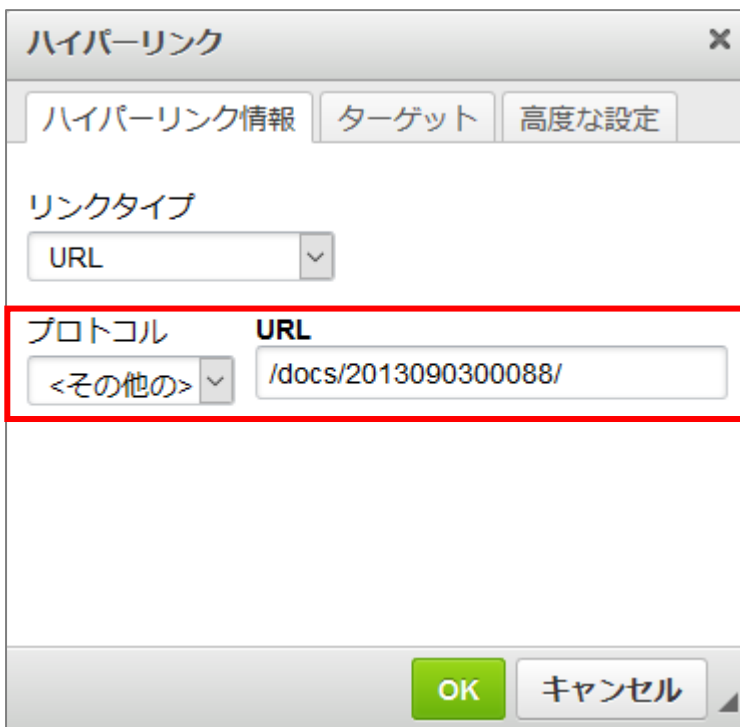 ハイパーリンク
ハイパーリンク情報 ターゲット 高度な設定
リンクタイプ
URL
プロトコル URL
<その他の> /docs/2013090300088/
OK キャンセル